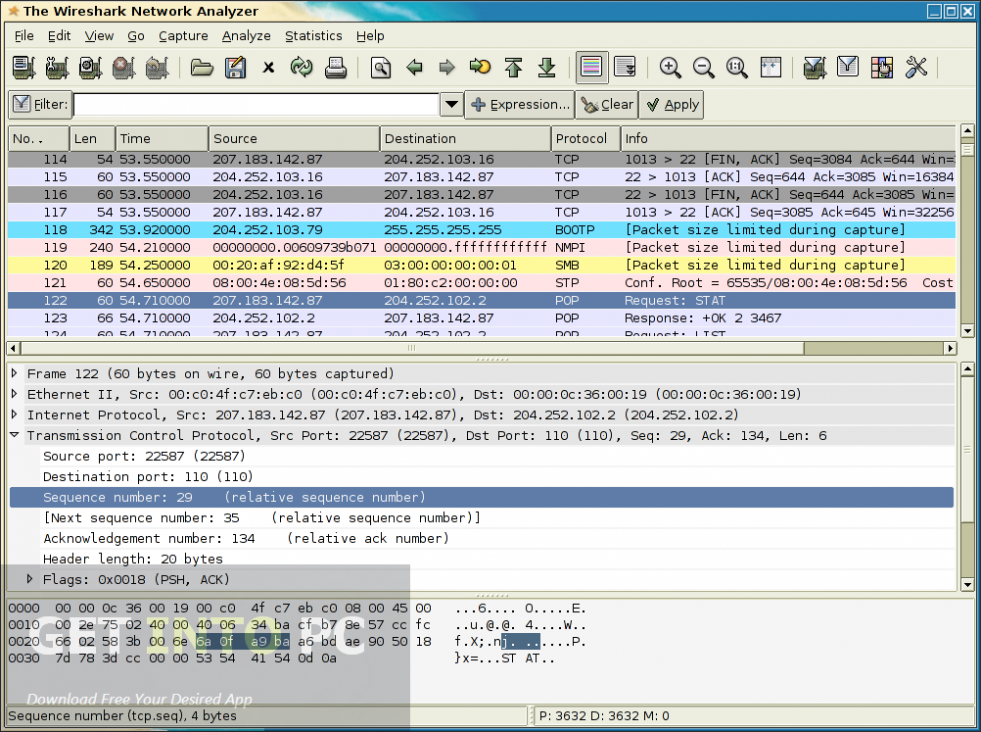 The Wireshark Network Analyzer
File Edit View Go Capture Analyze Statistics Help
Filter: Expression... Clear Apply
No. . Len Time Source Destination Protocol Info
114 54 53.550000 207.183.142.87 204.252.103.16 TCP 1013 > 22 [FIN, ACK] Seq=3084 Ack=644 Win=
115 60 53.550000 204.252.103.16 207.183.142.87 TCP 22 > 1013 [ACK] Seq=644 Ack=3085 Win=16384
116 60 53.550000 204.252.103.16 207.183.142.87 TCP 22 > 1013 [FIN, ACK] Seq=644 Ack=3085 Win=
117 54 53.550000 207.183.142.87 204.252.103.16 TCP 1013 > 22 [ACK] Seq=3085 Ack=645 Win=32256
118 342 53.920000 204.252.103.79 255.255.255.255 BOOTP [Packet size limited during capture]
119 240 54.210000 00000000.00609739b071 00000000.ffffffffffff NMPI [Packet size limited during capture]
120 189 54.250000 00:20:af:92:d4:5f 03:00:00:00:00:01 SMB [Packet size limited during capture]
121 60 54.650000 08:00:4e:08:5d:56 01:80:c2:00:00:00 STP Conf. Root = 65535/08:00:4e:08:5d:56 Cost
122 60 54.710000 207.183.142.87 204.252.102.2 POP Request: STAT
123 66 54.710000 204.252.102.2 207.183.142.87 POP Response: +OK 2 3467
124 60 54.710000 207.183.142.87 204.252.102.2 POP Request: LIST
Frame 122 (60 bytes on wire, 60 bytes captured)
Ethernet II, Src: 00:c0:4f:c7:eb:c0 (00:c0:4f:c7:eb:c0), Dst: 00:00:0c:36:00:19 (00:00:0c:36:00:19)
Internet Protocol, Src: 207.183.142.87 (207.183.142.87), Dst: 204.252.102.2 (204.252.102.2)
Transmission Control Protocol, Src Port: 22587 (22587), Dst Port: 110 (110), Seq: 29, Ack: 134, Len: 6
Source port: 22587 (22587)
Destination port: 110 (110)
Sequence number: 29 (relative sequence number)
[Next sequence number: 35 (relative sequence number)]
Acknowledgement number: 134 (relative ack number)
Header length: 20 bytes
Flags: 0x0018 (PSH, ACK)
0000 00 00 0c 36 00 19 00 c0 4f c7 eb c0 08 00 45 00 ...6.... O.....E.
0010 00 2e 75 02 40 00 40 06 34 ba cf b7 8e 57 cc fc ..u.@.@. 4....W..
0020 66 02 58 3b 00 6e 6a 0f a9 ba a6 bd ae 90 50 18 f.X;.nj. ......P.
0030 7d 78 3d cc 00 00 53 54 41 54 0d 0a }x=...ST AT..
GET INTO PC
Download Free Your Desired App
Sequence number (tcp.seq), 4 bytes P: 3632 D: 3632 M: 0